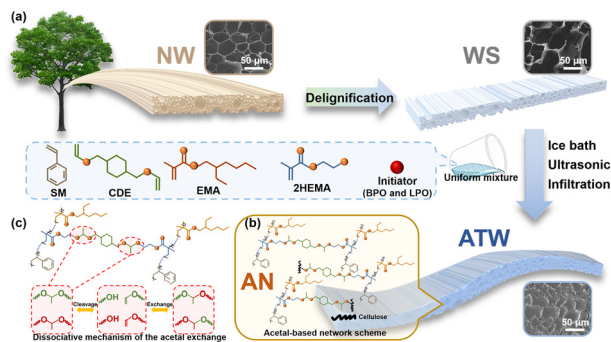 (a)
NW
50 µm
WS
50 µm
Delignification
SM
CDE
EMA
2HEMA
Initiator
(BPO and LPO)
Uniform mixture
Ice bath
Ultrasonic
Infiltration
(c)
Cleavage
Exchange
OH
HO
Dissociative mechanism of the acetal exchange
(b)
AN
Cellulose
Acetal-based network scheme
ATW
50 µm